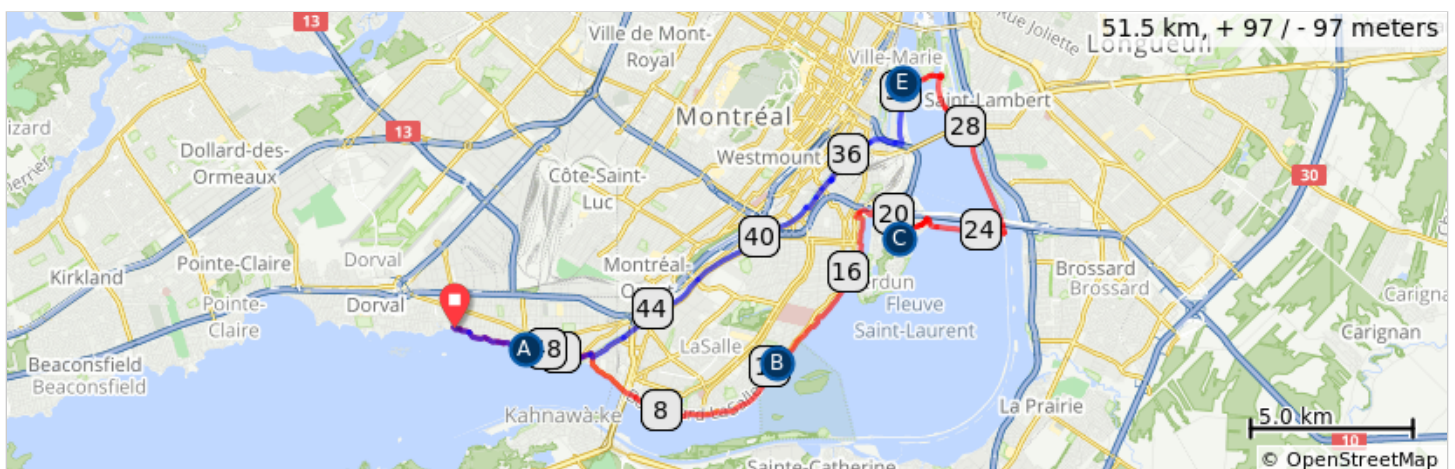 13
51.5 km, + 97 / - 97 meters
Rue Joliette
Longueuil
Ville de Mont-
Royal
Ville-Marie
E
Saint-Lambert
Montréal
28
13
Dollard-des-
Ormeaux
Westmount
36
30
Côte-Saint-
Luc
20
24
C
40
Kirkland
Pointe-Claire
Dorval
Montréal-
16
Brossard
Brossard
Pointe-
Claire
Dorval
44
Fleuve
Saint-Laurent
Carignan
A
8
LaSalle
B
Beaconsfield
Beaconsfield
8
Kahnawà:ke
La Prairie
5.0 km
10
Sainte-Catherine
© OpenStreetMap